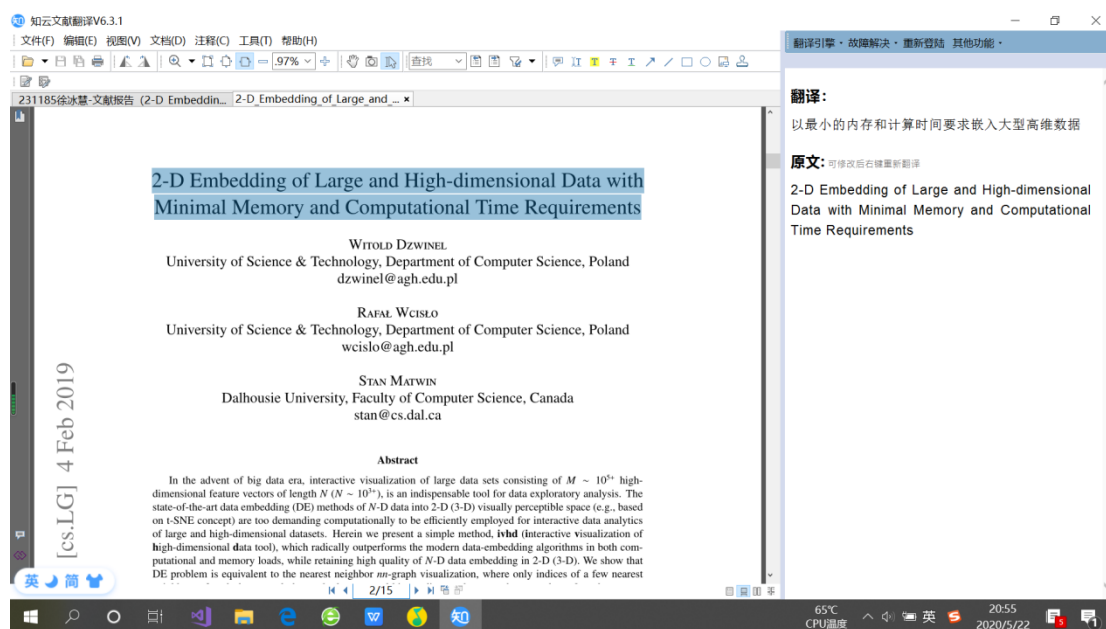 知云文献翻译V6.3.1
文件(F) 编辑(E) 视图(V) 文档(D) 注释(C) 工具(T) 帮助(H)
翻译引擎・故障解决・重新登陆 其他功能・
97%
查找
231185徐冰慧-文献报告 (2-D Embeddin...
2-D_Embedding_of_Large_and_...
2-D Embedding of Large and High-dimensional Data with
Minimal Memory and Computational Time Requirements
Witold Dzwinel
University of Science & Technology, Department of Computer Science, Poland
dzwinel@agh.edu.pl
Rafał Wcisło
University of Science & Technology, Department of Computer Science, Poland
wcislo@agh.edu.pl
Stan Matwin
Dalhousie University, Faculty of Computer Science, Canada
stan@cs.dal.ca
[cs.LG] 4 Feb 2019
Abstract
In the advent of big data era, interactive visualization of large data sets consisting of M ~ 10⁵⁺ high-
dimensional feature vectors of length N (N ~ 10³⁺), is an indispensable tool for data exploratory analysis. The
state-of-the-art data embedding (DE) methods of N-D data into 2-D (3-D) visually perceptible space (e.g., based
on t-SNE concept) are too demanding computationally to be efficiently employed for interactive data analytics
of large and high-dimensional datasets. Herein we present a simple method, ivhd (interactive visualization of
high-dimensional data tool), which radically outperforms the modern data-embedding algorithms in both com-
putational and memory loads, while retaining high quality of N-D data embedding in 2-D (3-D). We show that
DE problem is equivalent to the nearest neighbor nn-graph visualization, where only indices of a few nearest
翻译:
以最小的内存和计算时间要求嵌入大型高维数据
原文: 可修改后右键重新翻译
2-D Embedding of Large and High-dimensional
Data with Minimal Memory and Computational
Time Requirements
英 简
2/15
65℃
CPU温度
英
20:55
2020/5/22
5
1